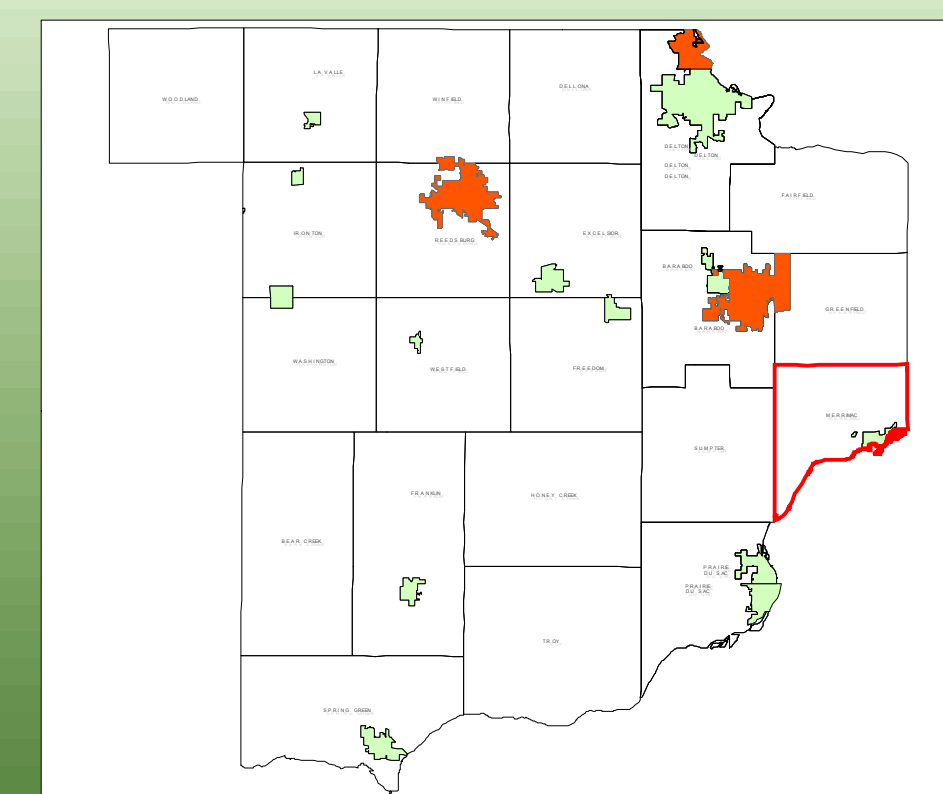 LA VALLE
WOODLAND
WINFIELD
DELLONA
DELTON
DELTON
DELTON
DELTON
FAIRFIELD
IRONTON
REEDSBURG
EXCELSIOR
BARABOO
GREENFIELD
BARABOO
WASHINGTON
WESTFIELD
FREEDOM
MERRIMAC
SUMPTER
FRANKLIN
HONEY CREEK
BEAR CREEK
PRAIRIE
DU SAC
PRAIRIE
DU SAC
TROY
SPRING GREEN